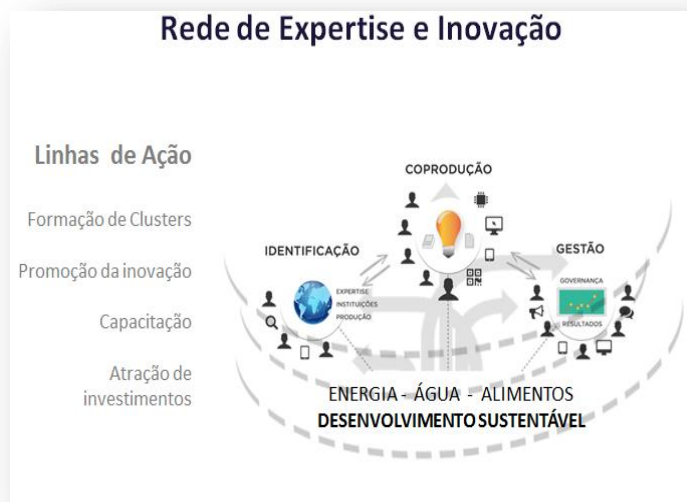 Rede de Expertise e Inovação
Linhas de Ação
Formação de Clusters
Promoção da inovação
Capacitação
Atração de
investimentos
COPRODUÇÃO
IDENTIFICAÇÃO
EXPERTISE
INSTITUIÇÕES
PRODUÇÃO
GESTÃO
GOVERNANÇA
RESULTADOS
ENERGIA - ÁGUA - ALIMENTOS
DESENVOLVIMENTO SUSTENTÁVEL